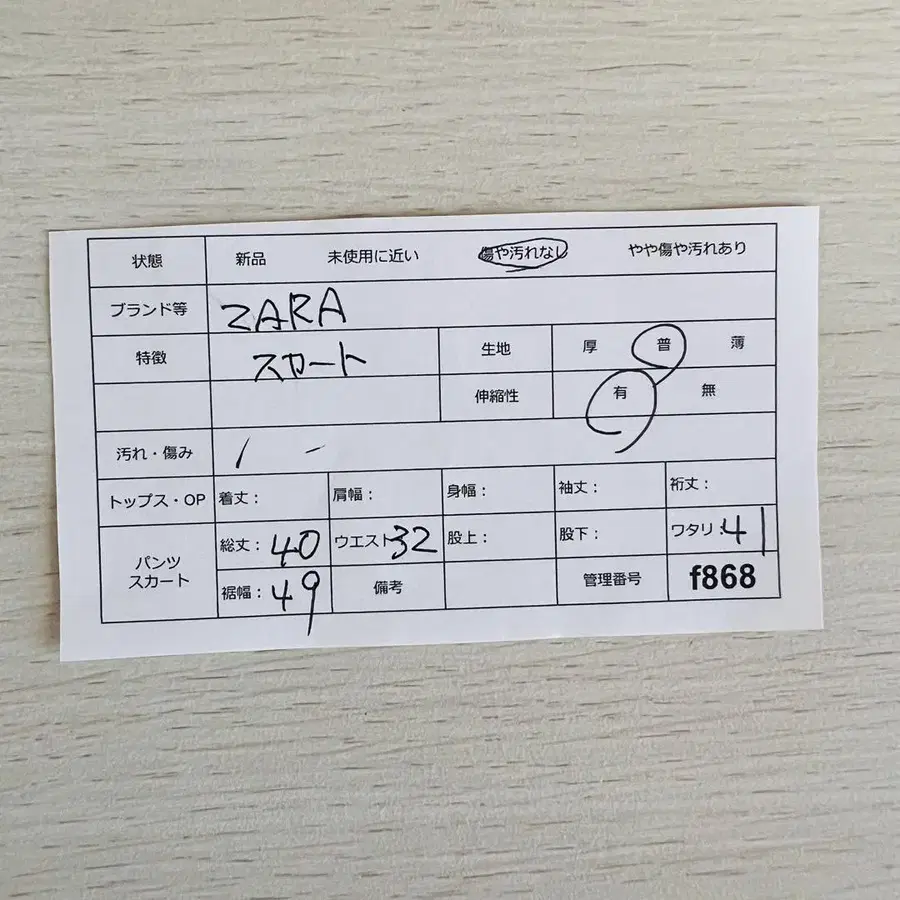 状態 新品 未使用に近い 傷や汚れなし やや傷や汚れあり
ブランド等 ZARA
特徴 スカート 生地 厚 普 薄
伸縮性 有 無
汚れ・傷み
トップス・OP 着丈: 肩幅: 身幅: 袖丈: 裄丈:
パンツ スカート 総丈: 40 ウエスト 32 股上: 股下: ワタリ: 41
裾幅: 49 備考 管理番号 f868